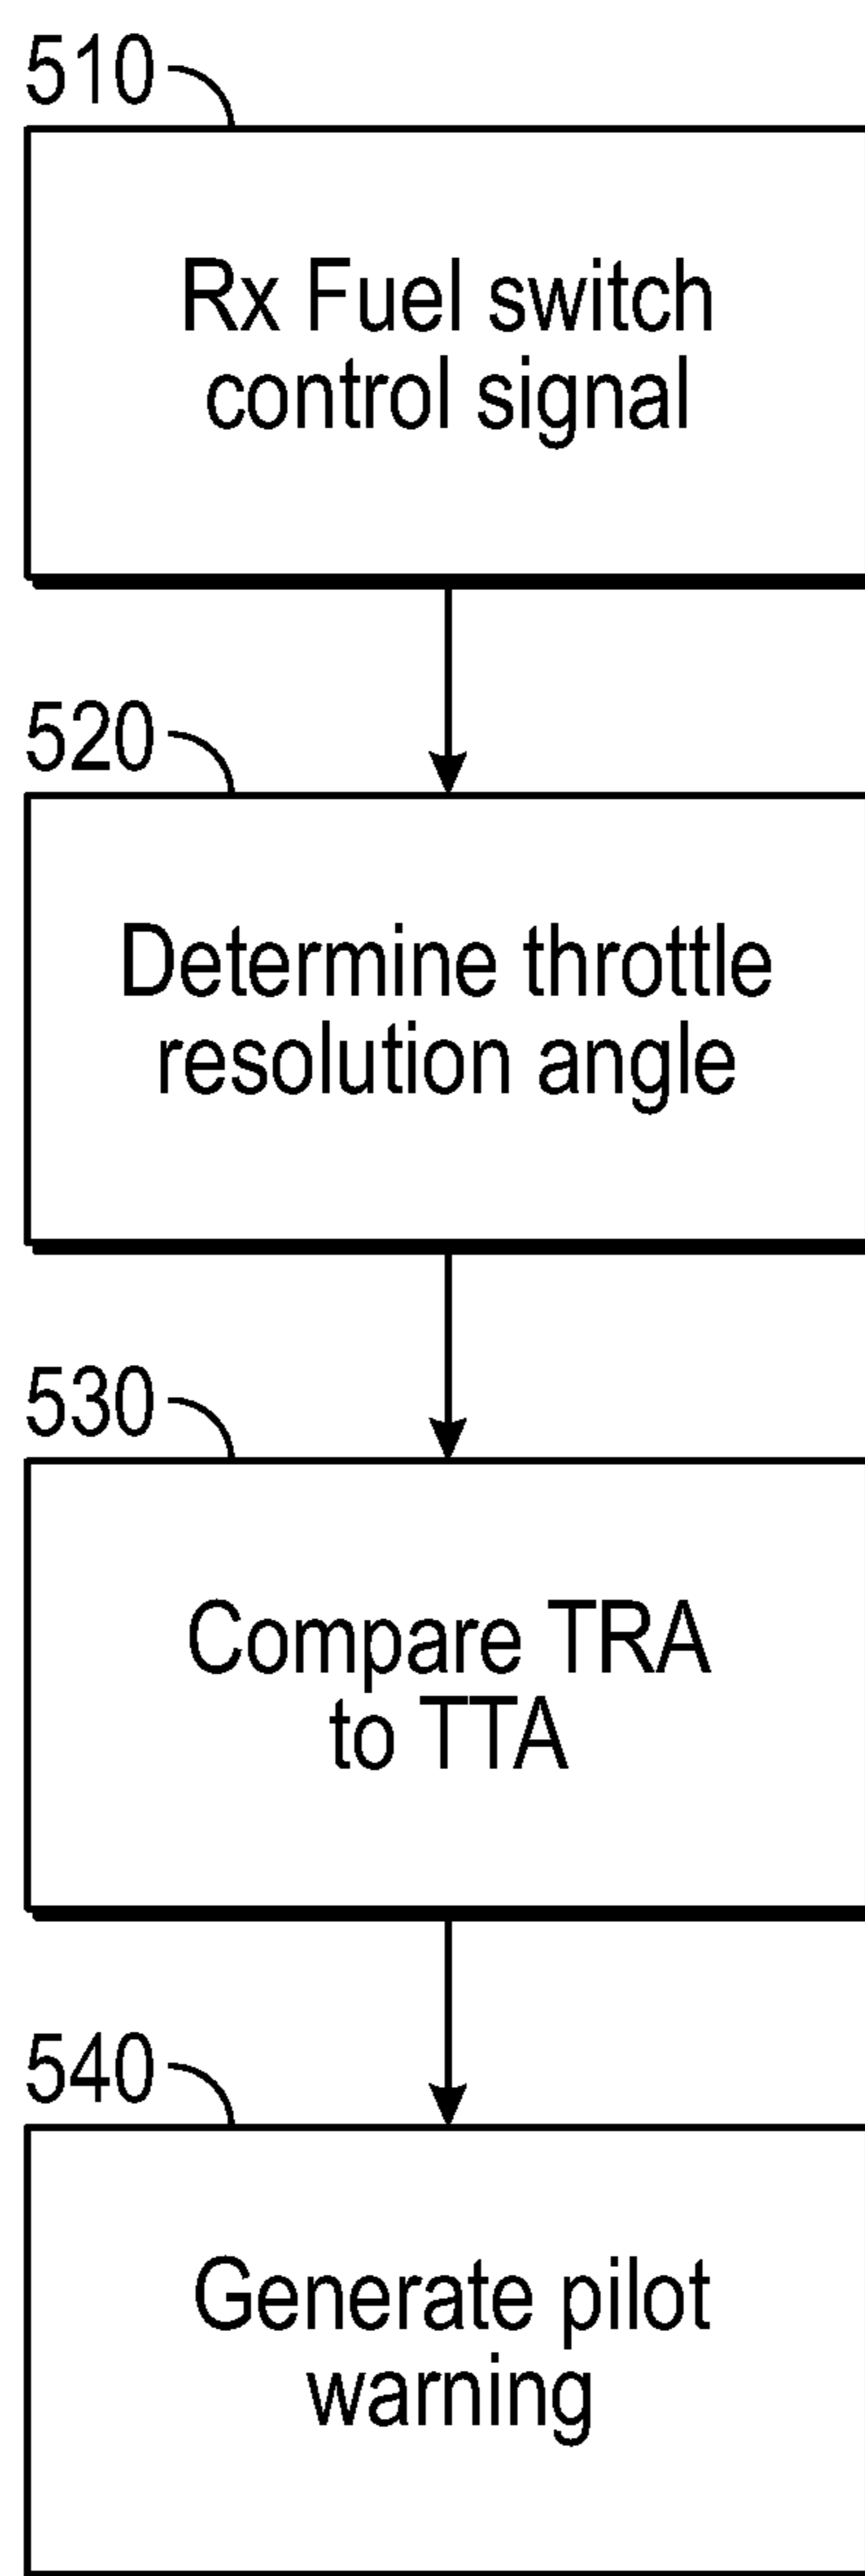 510
Rx Fuel switch
control signal
520
Determine throttle
resolution angle
530
Compare TRA
to TTA
540
Generate pilot
warning